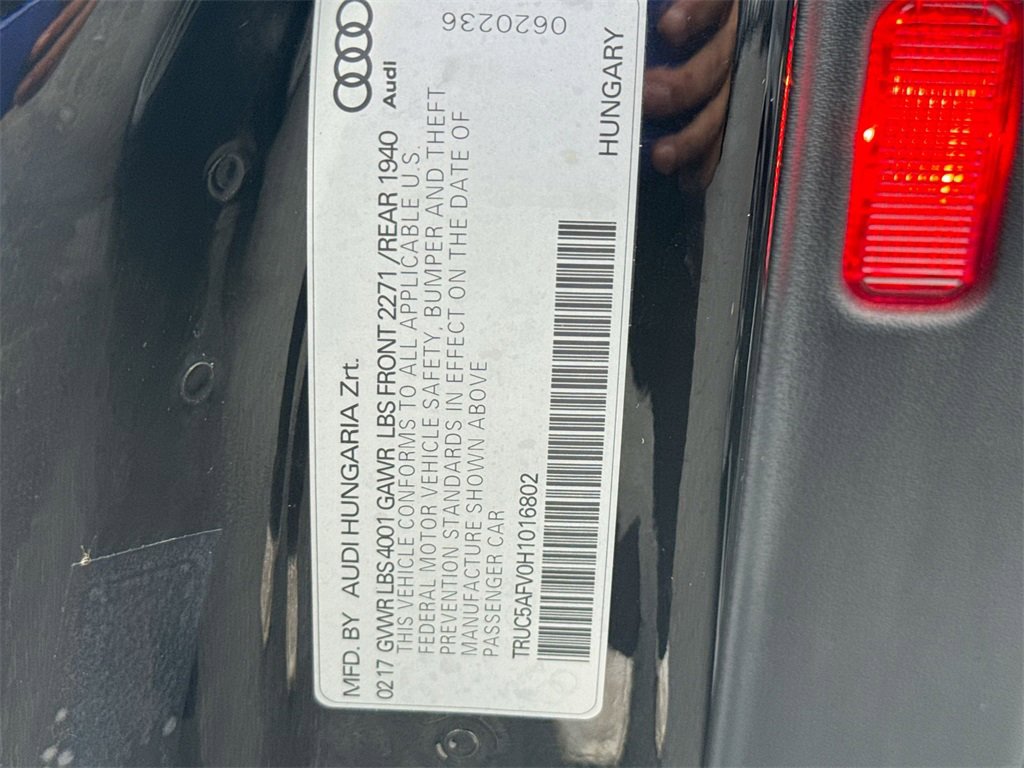 MFD. BY AUDI HUNGARIA Zrt.
Audi
02 17 GVWR LBS 4001 GAWR LBS FRONT 2271 /REAR 1940
THIS VEHICLE CONFORMS TO ALL APPLICABLE U.S.
FEDERAL MOTOR VEHICLE SAFETY, BUMPER AND THEFT
PREVENTION STANDARDS IN EFFECT ON THE DATE OF
MANUFACTURE SHOWN ABOVE
0620236
PASSENGER CAR
TRUC5AFV0H1016802
HUNGARY